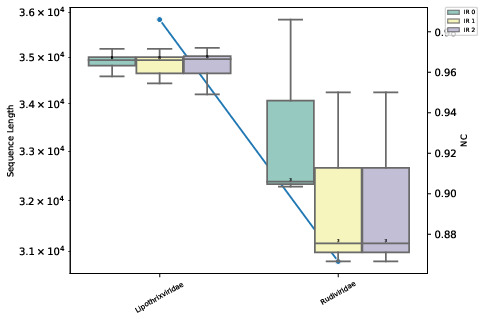 3.6 × 10⁴
3.5 × 10⁴
3.4 × 10⁴
3.3 × 10⁴
3.2 × 10⁴
3.1 × 10⁴
Sequence Length
0.96
0.94
0.92
0.90
0.88
NC
IR 0
IR 1
IR 2
Lipothrixviridae
Rudiviridae